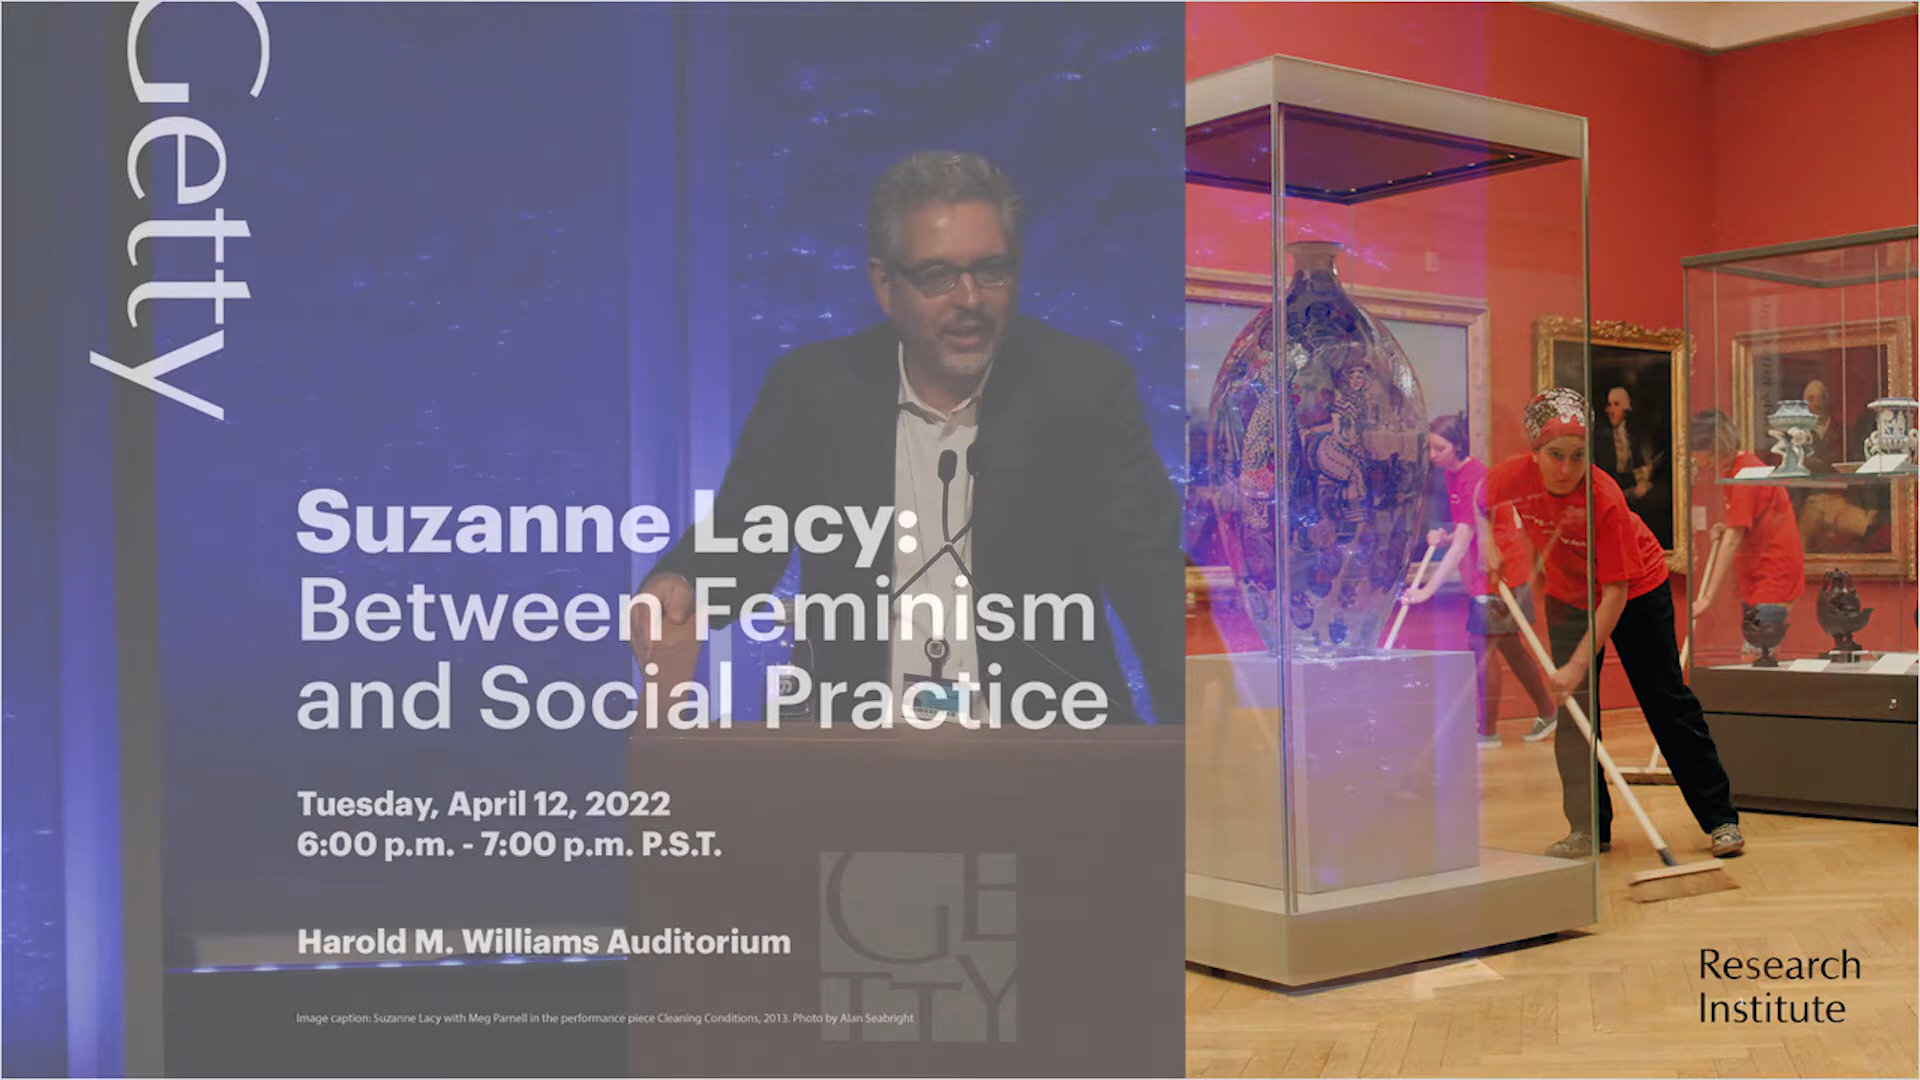 Getty
Suzanne Lacy:
Between Feminism
and Social Practice
Tuesday, April 12, 2022
6:00 p.m. - 7:00 p.m. P.S.T.
Harold M. Williams Auditorium
GE
TTY
Image caption: Suzanne Lacy with Meg Parnell in the performance piece Cleaning Conditions, 2013. Photo by Alan Seabright
Research
Institute